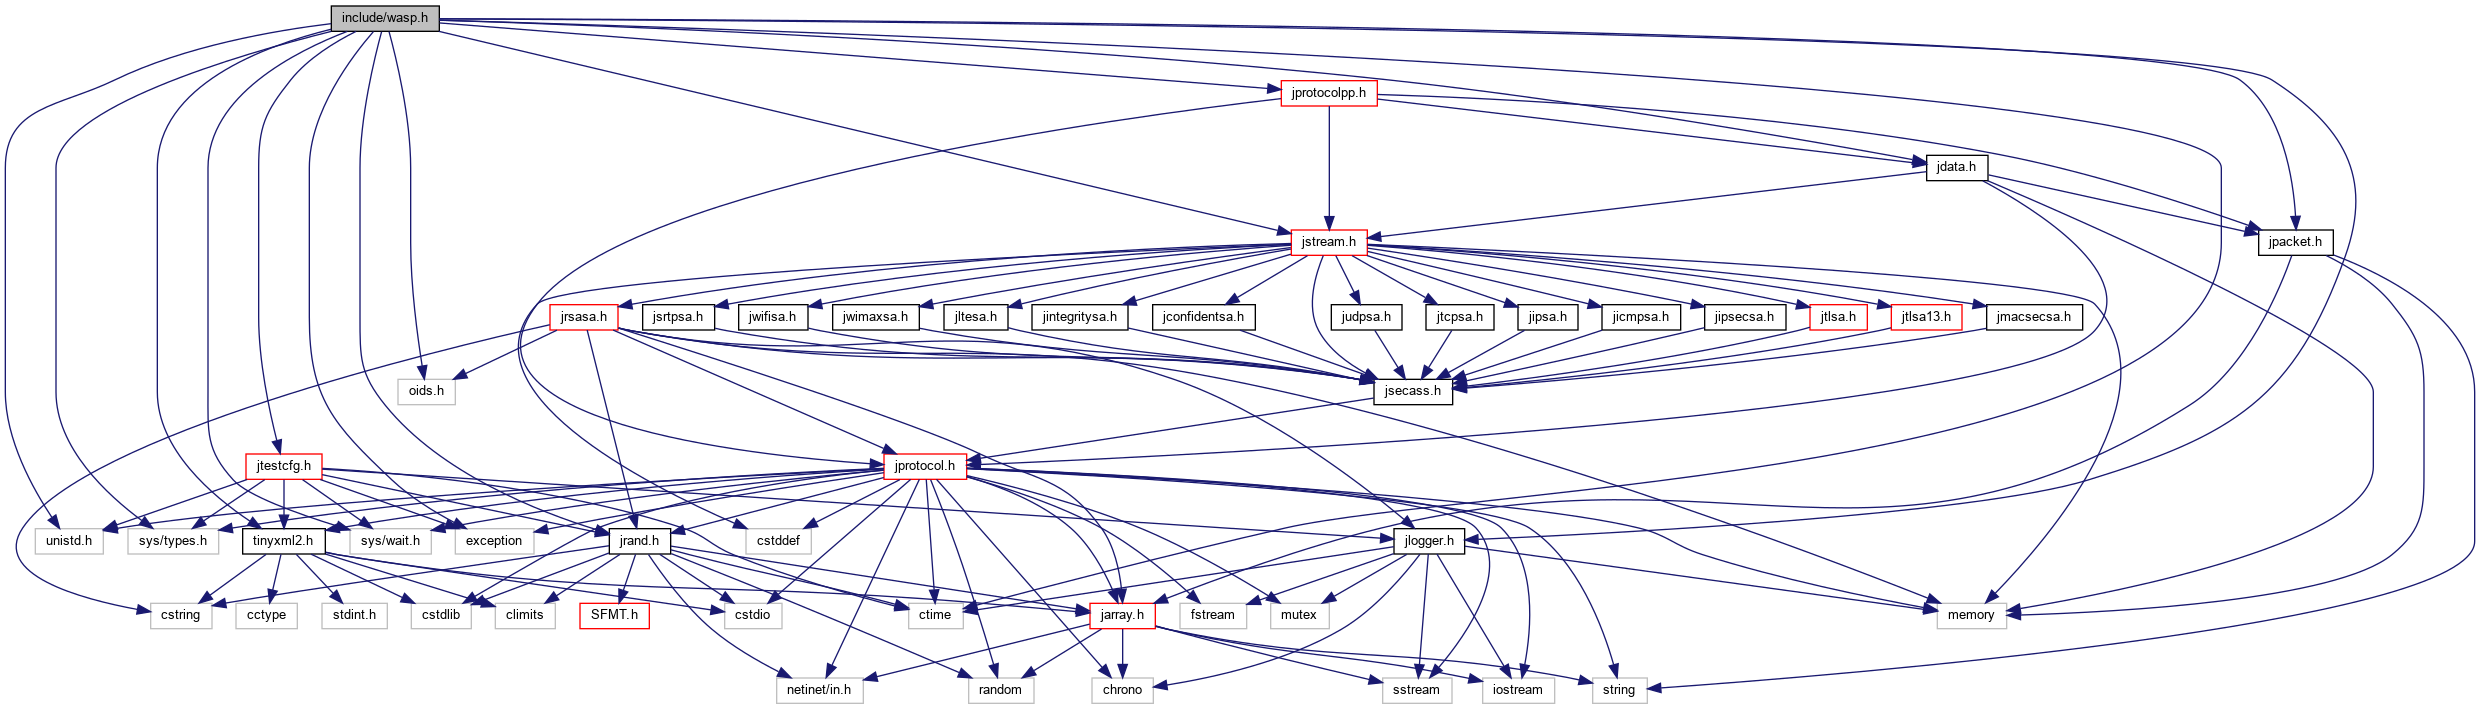 include/wasp.h
jprotocolpp.h
jdata.h
jstream.h
jpacket.h
jrsasa.h
jsrtpsa.h
jwifisa.h
jwimaxsa.h
jltesa.h
jintegritysa.h
jconfidentsa.h
judpsa.h
jtcpsa.h
jipsa.h
jicmpsa.h
jipsecsa.h
jtlsa.h
jtlsa13.h
jmacsecsa.h
oids.h
jsecass.h
jtestcfg.h
jprotocol.h
unistd.h
sys/types.h
tinyxml2.h
sys/wait.h
exception
jrand.h
cstddef
jlogger.h
cstring
cctype
stdint.h
cstdlib
climits
SFMT.h
cstdio
ctime
jarray.h
fstream
mutex
memory
netinet/in.h
random
chrono
sstream
iostream
string